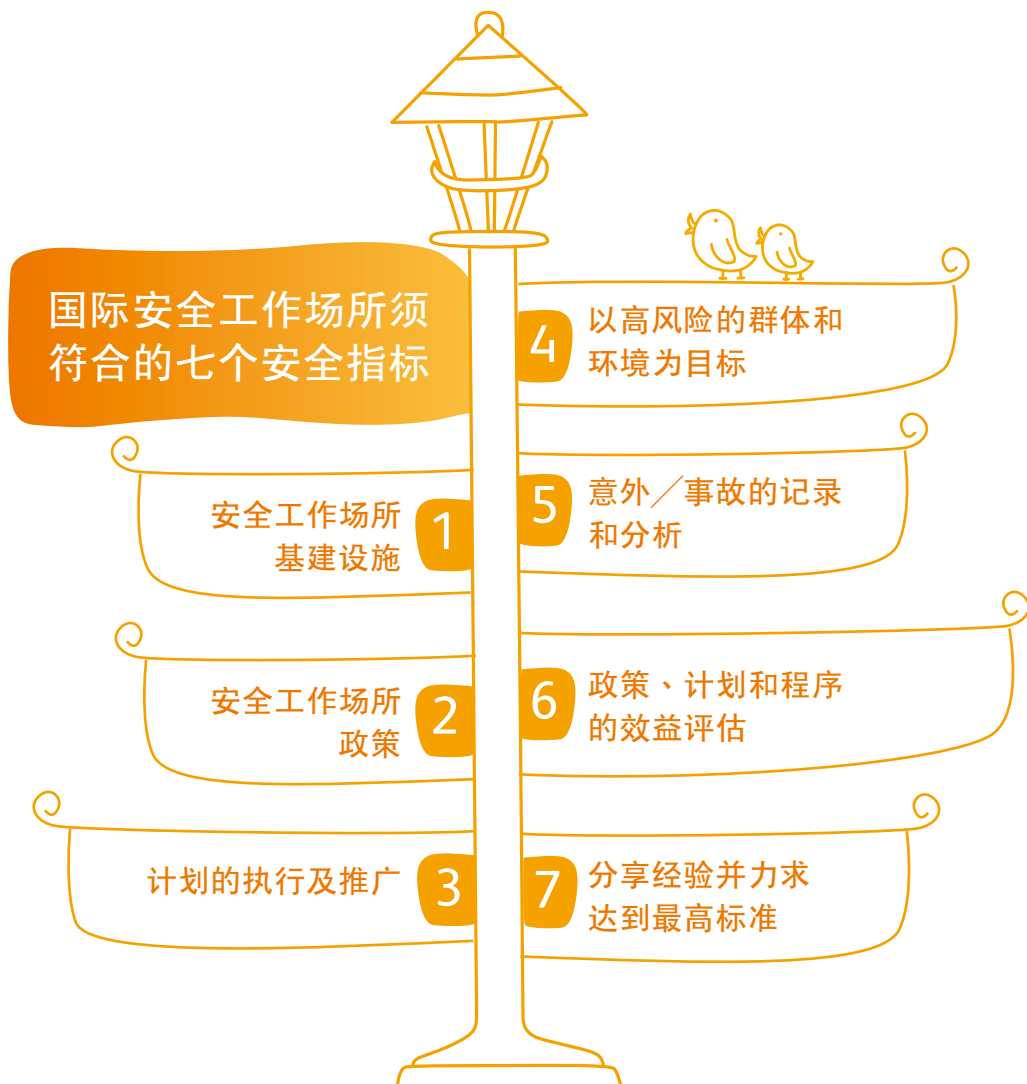 国际安全工作场所须
符合的七个安全指标
1
安全工作场所
基建设施
2
安全工作场所
政策
3
计划的执行及推广
4
以高风险的群体和
环境为目标
5
意外／事故的记录
和分析
6
政策、计划和程序
的效益评估
7
分享经验并力求
达到最高标准